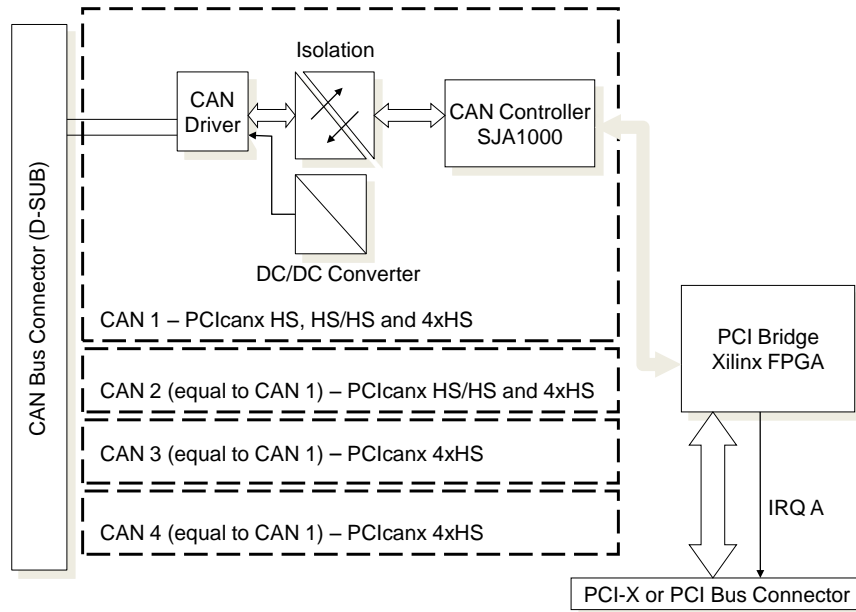 CAN Bus Connector (D-SUB)
Isolation
CAN
Driver
CAN Controller
SJA1000
DC/DC Converter
CAN 1 – PCIcanx HS, HS/HS and 4xHS
CAN 2 (equal to CAN 1) – PCIcanx HS/HS and 4xHS
CAN 3 (equal to CAN 1) – PCIcanx 4xHS
CAN 4 (equal to CAN 1) – PCIcanx 4xHS
PCI Bridge
Xilinx FPGA
IRQ A
PCI-X or PCI Bus Connector